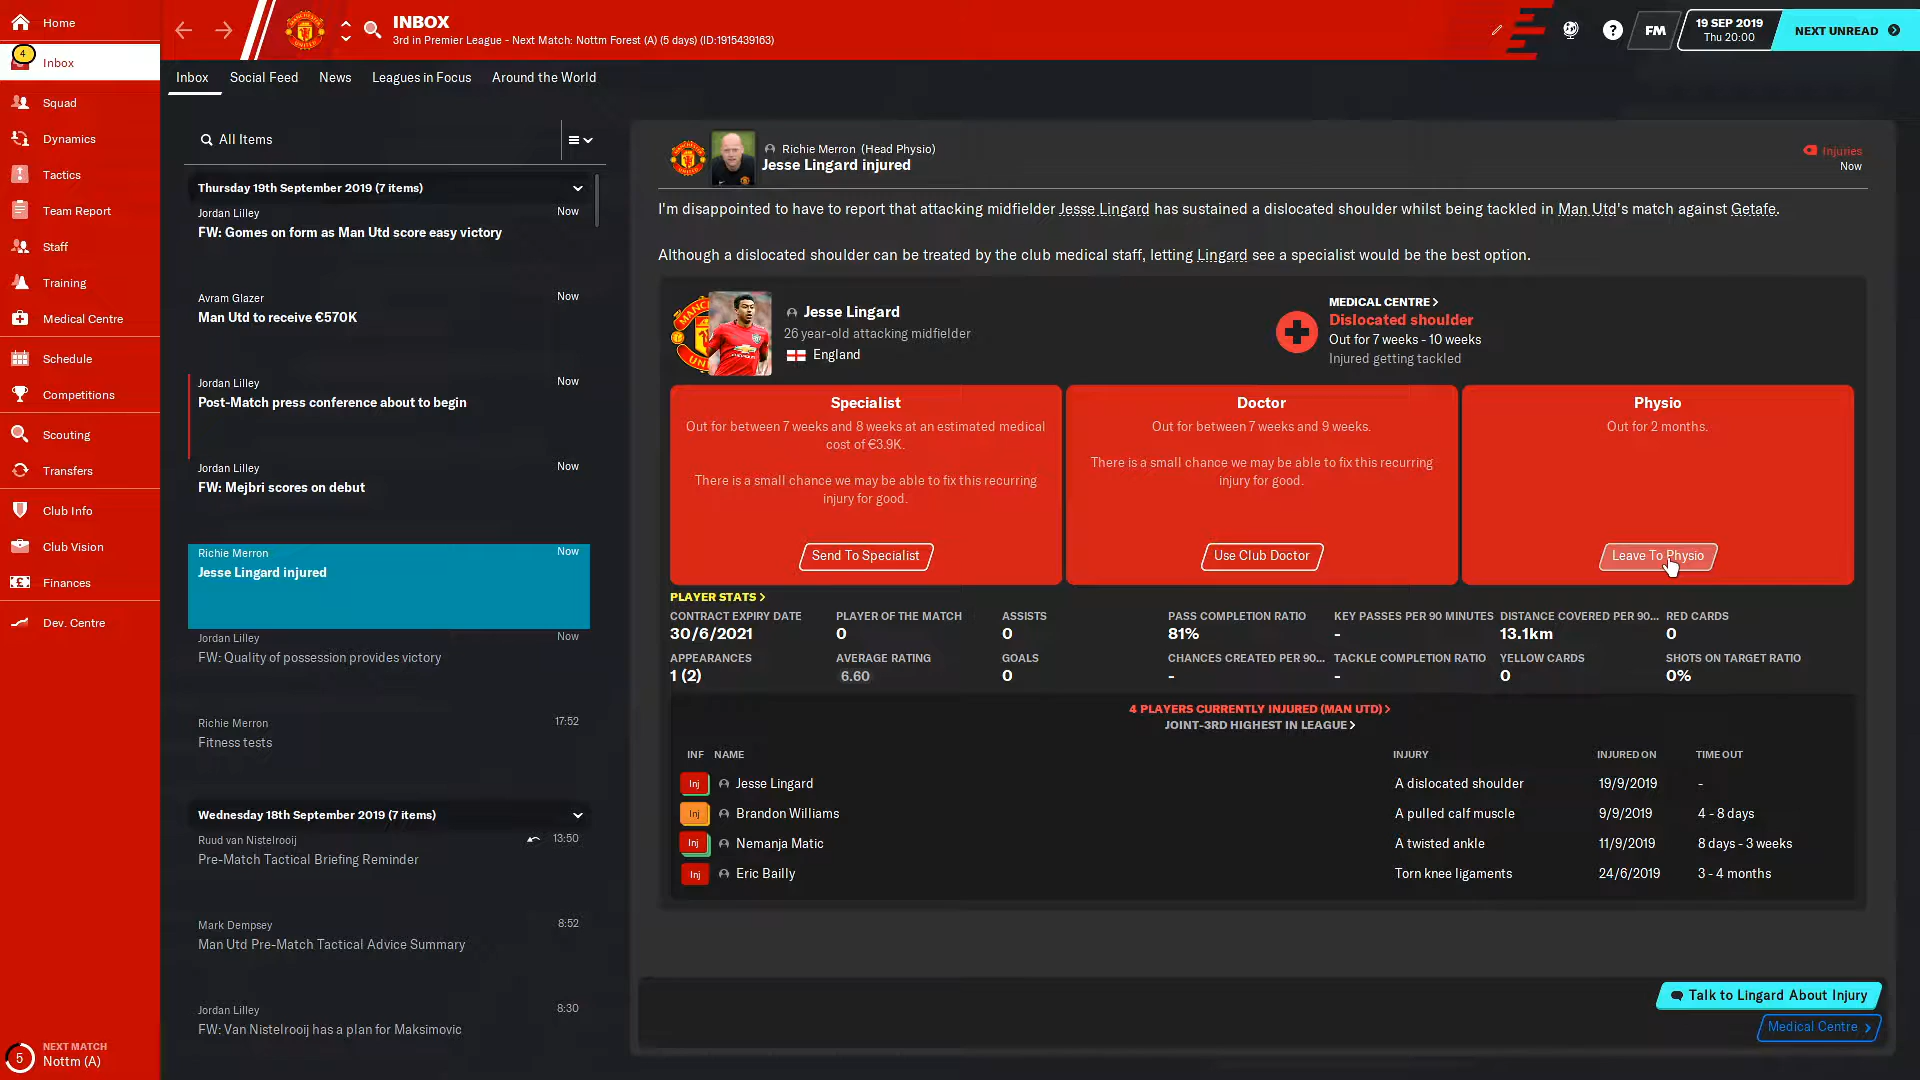 Home
4
Inbox
Squad
Dynamics
Tactics
Team Report
Staff
Training
Medical Centre
Schedule
Competitions
Scouting
Transfers
Club Info
Club Vision
Finances
Dev. Centre
5
NEXT MATCH
Nottm (A)
INBOX
3rd in Premier League - Next Match: Nottm Forest (A) (5 days) (ID:1915439163)
?
FM
19 SEP 2019
Thu 20:00
NEXT UNREAD
Inbox
Social Feed
News
Leagues in Focus
Around the World
All Items
Thursday 19th September 2019 (7 items)
Jordan Lilley
Now
FW: Gomes on form as Man Utd score easy victory
Avram Glazer
Now
Man Utd to receive €570K
Jordan Lilley
Now
Post-Match press conference about to begin
Jordan Lilley
Now
FW: Mejbri scores on debut
Richie Merron
Now
Jesse Lingard injured
Jordan Lilley
Now
FW: Quality of possession provides victory
Richie Merron
17:52
Fitness tests
Wednesday 18th September 2019 (7 items)
Ruud van Nistelrooij
13:50
Pre-Match Tactical Briefing Reminder
Mark Dempsey
8:52
Man Utd Pre-Match Tactical Advice Summary
Jordan Lilley
8:30
FW: Van Nistelrooij has a plan for Maksimovic
Richie Merron (Head Physio)
Jesse Lingard injured
Injuries
Now
I'm disappointed to have to report that attacking midfielder Jesse Lingard has sustained a dislocated shoulder whilst being tackled in Man Utd's match against Getafe.
Although a dislocated shoulder can be treated by the club medical staff, letting Lingard see a specialist would be the best option.
Jesse Lingard
26 year-old attacking midfielder
England
MEDICAL CENTRE >
Dislocated shoulder
Out for 7 weeks - 10 weeks
Injured getting tackled
Specialist
Out for between 7 weeks and 8 weeks at an estimated medical
cost of €3.9K.
There is a small chance we may be able to fix this recurring
injury for good.
Send To Specialist
Doctor
Out for between 7 weeks and 9 weeks.
There is a small chance we may be able to fix this recurring
injury for good.
Use Club Doctor
Physio
Out for 2 months.
Leave To Physio
PLAYER STATS >
CONTRACT EXPIRY DATE
30/6/2021
PLAYER OF THE MATCH
0
ASSISTS
0
PASS COMPLETION RATIO
81%
KEY PASSES PER 90 MINUTES
-
DISTANCE COVERED PER 90...
13.1km
RED CARDS
0
APPEARANCES
1 (2)
AVERAGE RATING
6.60
GOALS
0
CHANCES CREATED PER 90...
-
TACKLE COMPLETION RATIO
-
YELLOW CARDS
0
SHOTS ON TARGET RATIO
0%
4 PLAYERS CURRENTLY INJURED (MAN UTD) >
JOINT-3RD HIGHEST IN LEAGUE >
INF NAME INJURY INJURED ON TIME OUT
Inj Jesse Lingard A dislocated shoulder 19/9/2019 -
Inj Brandon Williams A pulled calf muscle 9/9/2019 4 - 8 days
Inj Nemanja Matic A twisted ankle 11/9/2019 8 days - 3 weeks
Inj Eric Bailly Torn knee ligaments 24/6/2019 3 - 4 months
Talk to Lingard About Injury
Medical Centre >